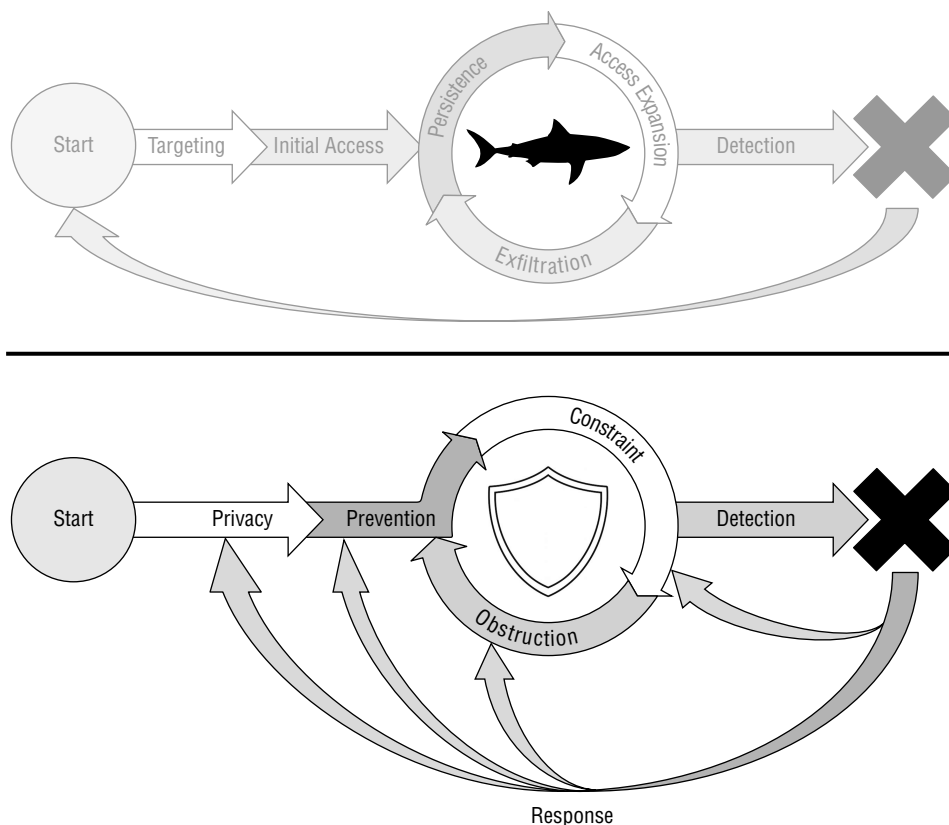 Start
Targeting
Initial Access
Persistence
Access Expansion
Exfiltration
Detection
Start
Privacy
Prevention
Constraint
Obstruction
Detection
Response